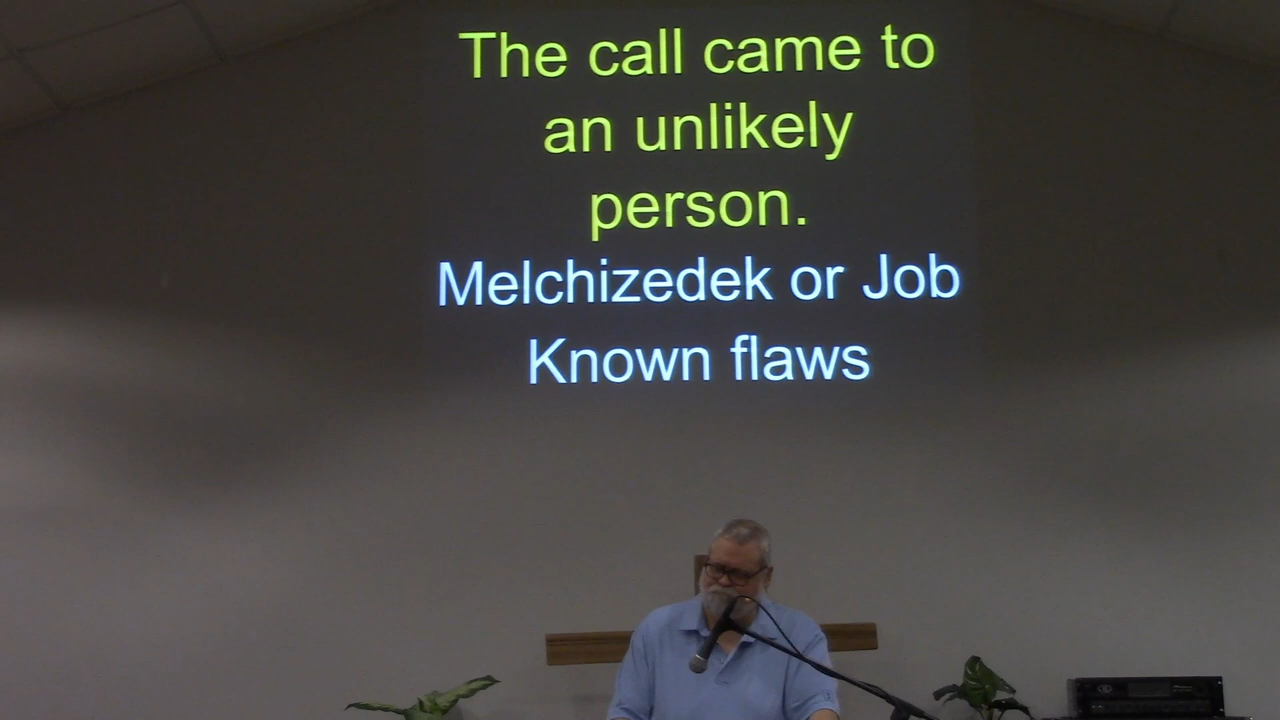 The call came to
an unlikely
person.
Melchizedek or Job
Known flaws